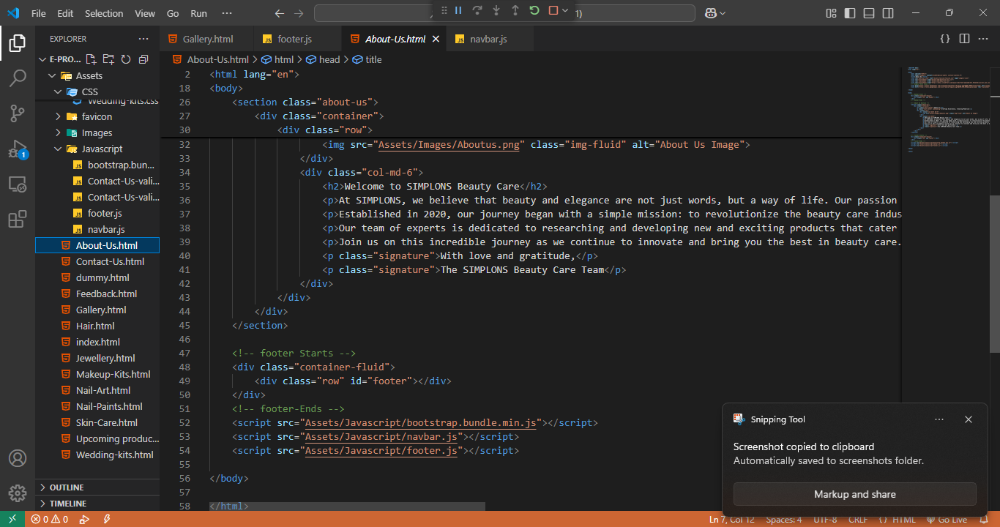 File Edit Selection View Go Run ···
1)
EXPLORER ···
E-PRO...
Assets
CSS
Wedding-kits.css
favicon
Images
Javascript
bootstrap.bun...
Contact-Us-vali...
Contact-Us-vali...
footer.js
navbar.js
About-Us.html
Contact-Us.html
dummy.html
Feedback.html
Gallery.html
Hair.html
index.html
Jewellery.html
Makeup-Kits.html
Nail-Art.html
Nail-Paints.html
Skin-Care.html
Upcoming produc...
Wedding-kits.html
OUTLINE
TIMELINE
1
Gallery.html footer.js About-Us.html navbar.js
About-Us.html > html > head > title
2 <html lang="en">
18 <body>
26 <section class="about-us">
27 <div class="container">
30 <div class="row">
32 <img src="Assets/Images/Aboutus.png" class="img-fluid" alt="About Us Image">
33 </div>
34 <div class="col-md-6">
35 <h2>Welcome to SIMPLONS Beauty Care</h2>
36 <p>At SIMPLONS, we believe that beauty and elegance are not just words, but a way of life. Our passion
37 <p>Established in 2020, our journey began with a simple mission: to revolutionize the beauty care indus
38 <p>Our team of experts is dedicated to researching and developing new and exciting products that cater
39 <p>Join us on this incredible journey as we continue to innovate and bring you the best in beauty care.
40 <p class="signature">With love and gratitude,</p>
41 <p class="signature">The SIMPLONS Beauty Care Team</p>
42 </div>
43 </div>
44 </div>
45 </section>
46
47 <!-- footer Starts -->
48 <div class="container-fluid">
49 <div class="row" id="footer"></div>
50 </div>
51 <!-- footer-Ends -->
52 <script src="Assets/Javascript/bootstrap.bundle.min.js"></script>
53 <script src="Assets/Javascript/navbar.js"></script>
54 <script src="Assets/Javascript/footer.js"></script>
55
56 </body>
57
58 </html>
Snipping Tool ···
Screenshot copied to clipboard
Automatically saved to screenshots folder.
Markup and share
0 0
Ln 7, Col 12 Spaces: 4 UTF-8 CRLF {} HTML Go Live